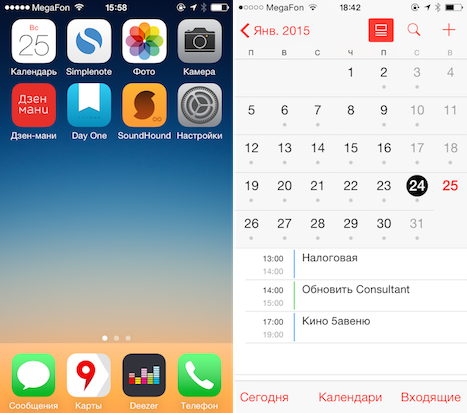 MegaFon 15:58
Вс
25
Календарь Simplenote Фото Камера
Дзен
мани
Дзен-мани Day One SoundHound Настройки
Сообщения Карты Deezer Телефон
MegaFon 18:42
Янв. 2015
П В С Ч П С В
1 2 3 4
5 6 7 8 9 10 11
12 13 14 15 16 17 18
19 20 21 22 23 24 25
26 27 28 29 30 31
13:00 Налоговая
14:00
14:00 Обновить Consultant
15:00
17:00 Кино 5авеню
19:00
Сегодня Календари Входящие